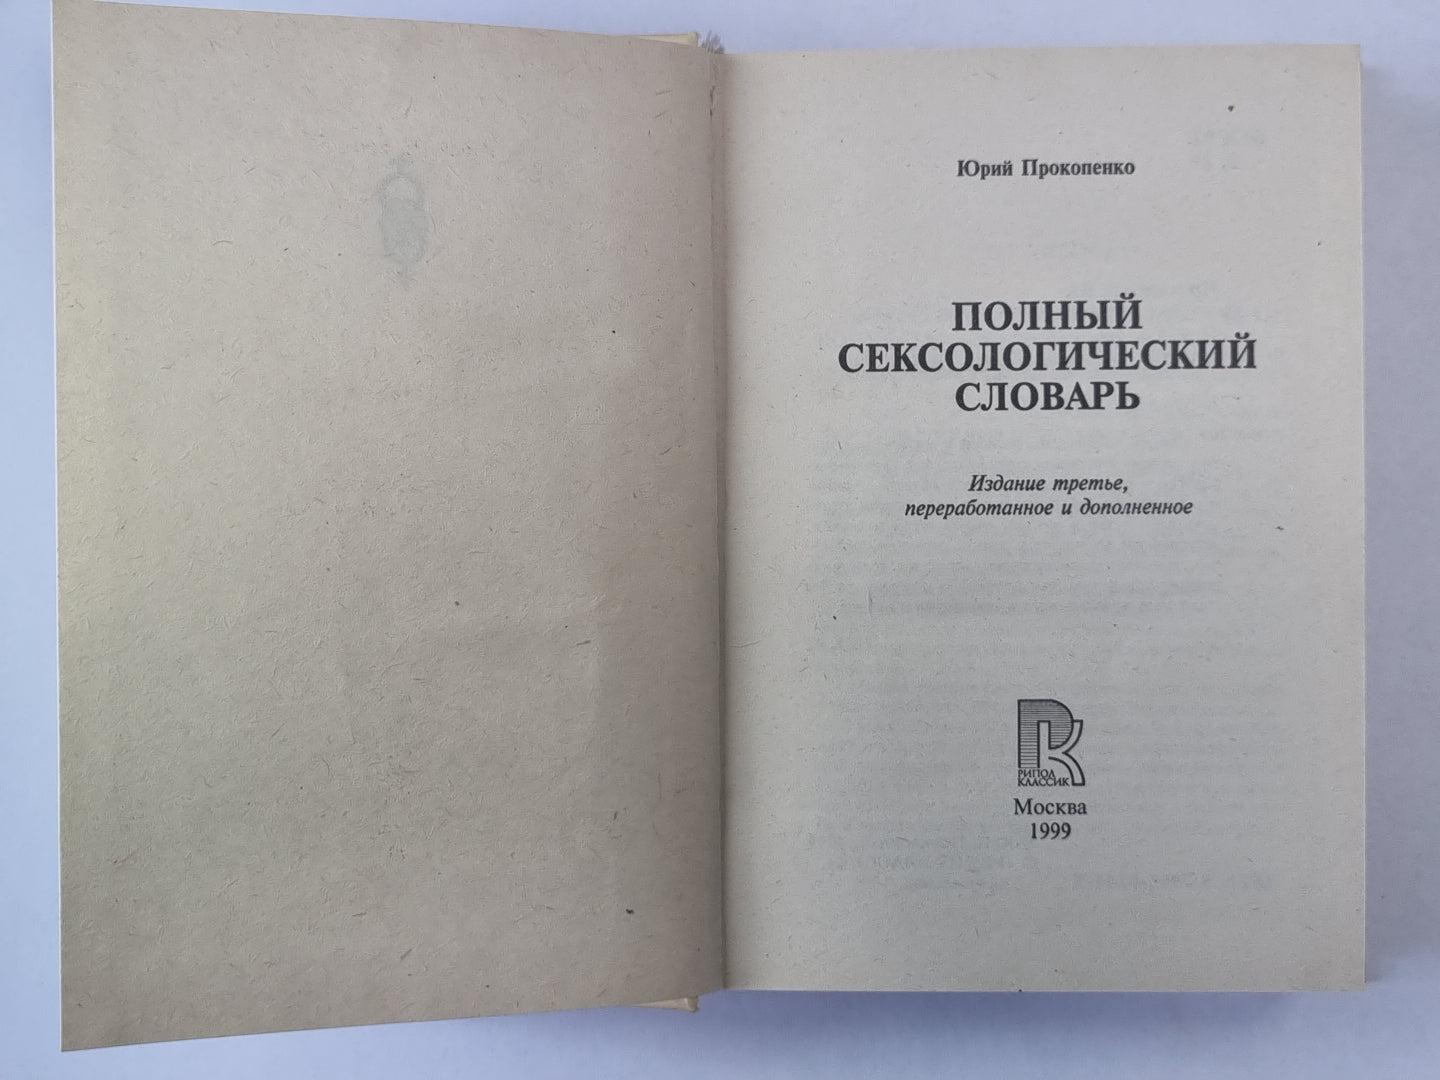 Юрий Прокопенко
ПОЛНЫЙ
СЕКСОЛОГИЧЕСКИЙ
СЛОВАРЬ
Издание третье,
переработанное и дополненное
РИПОЛ
КЛАССИК
Москва
1999